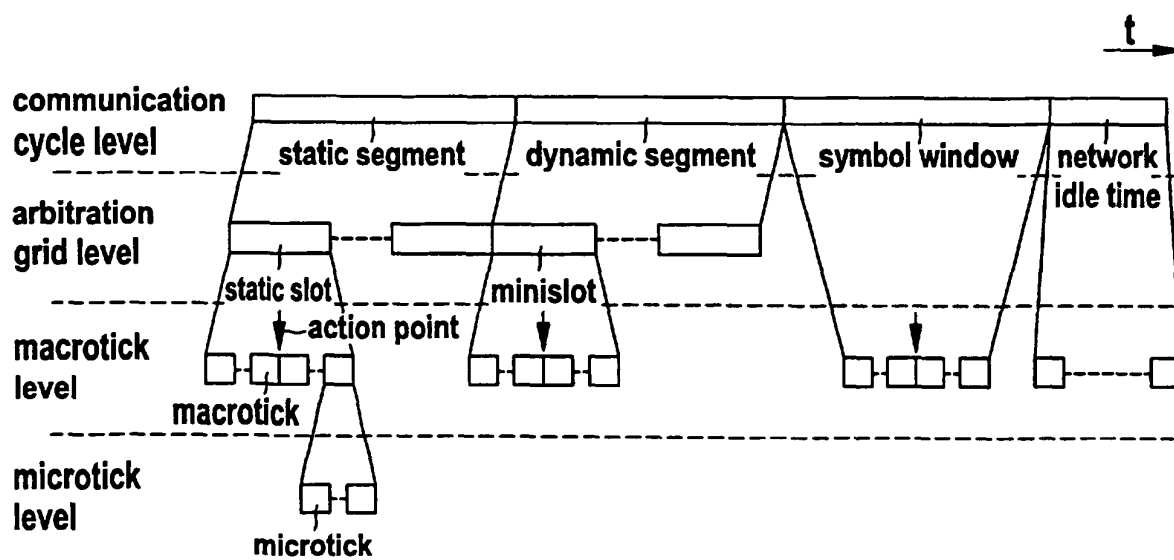 t
communication
cycle level
static segment
dynamic segment
symbol window
network
idle time
arbitration
grid level
static slot
minislot
action point
macrotick
level
macrotick
microtick
level
microtick